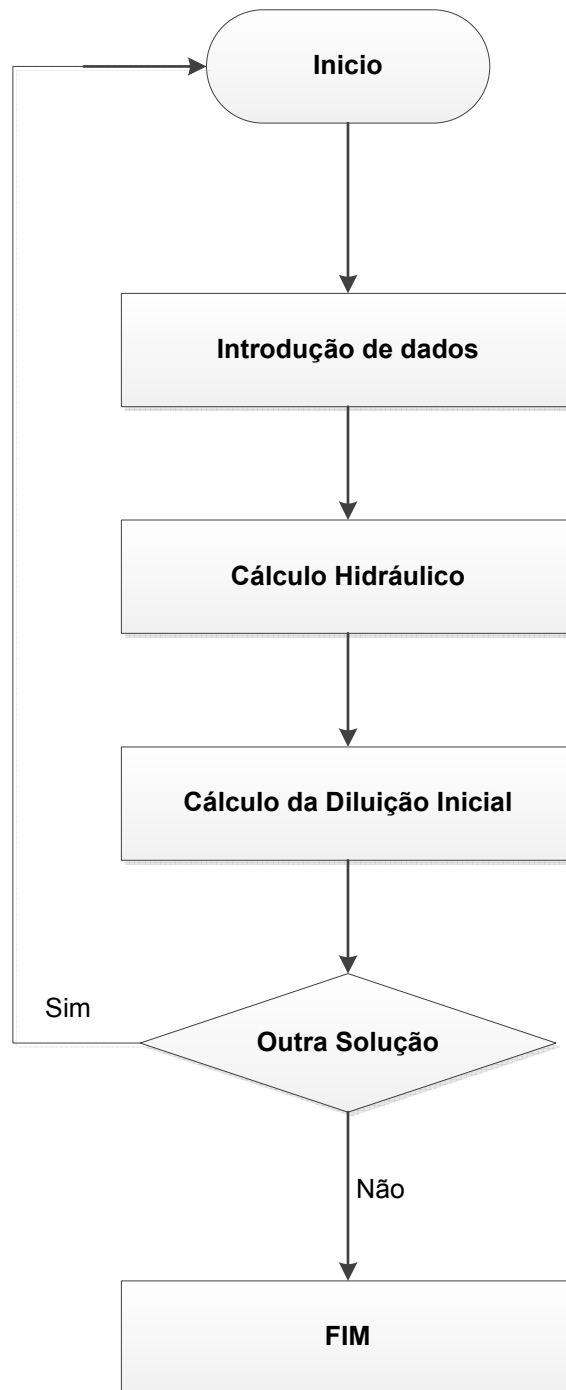 Inicio
Introdução de dados
Cálculo Hidráulico
Cálculo da Diluição Inicial
Sim
Outra Solução
Não
FIM